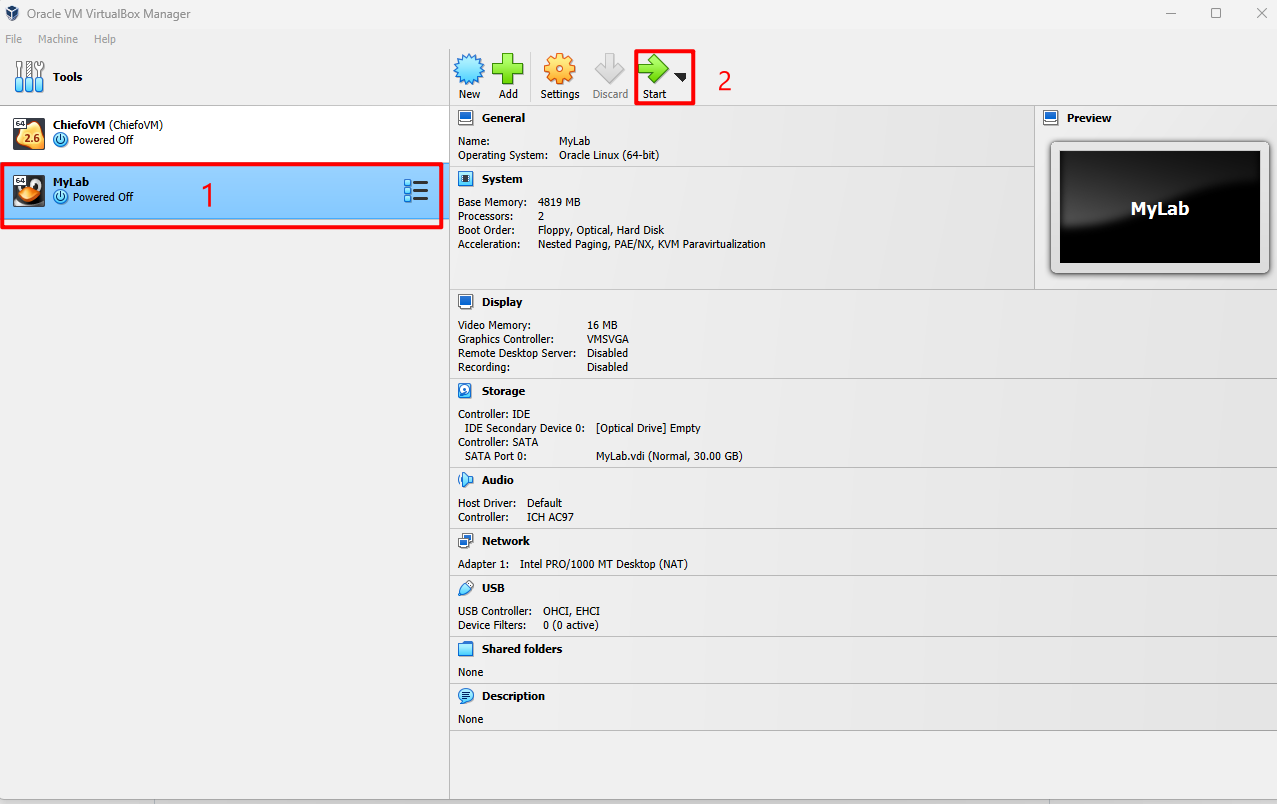 Oracle VM VirtualBox Manager
File Machine Help
Tools
New Add Settings Discard Start
2
64
2.6
ChiefoVM (ChiefoVM)
Powered Off
64
MyLab
Powered Off
1
General
Name: MyLab
Operating System: Oracle Linux (64-bit)
Preview
MyLab
System
Base Memory: 4819 MB
Processors: 2
Boot Order: Floppy, Optical, Hard Disk
Acceleration: Nested Paging, PAE/NX, KVM Paravirtualization
Display
Video Memory: 16 MB
Graphics Controller: VMSVGA
Remote Desktop Server: Disabled
Recording: Disabled
Storage
Controller: IDE
IDE Secondary Device 0: [Optical Drive] Empty
Controller: SATA
SATA Port 0: MyLab.vdi (Normal, 30.00 GB)
Audio
Host Driver: Default
Controller: ICH AC97
Network
Adapter 1: Intel PRO/1000 MT Desktop (NAT)
USB
USB Controller: OHCI, EHCI
Device Filters: 0 (0 active)
Shared folders
None
Description
None